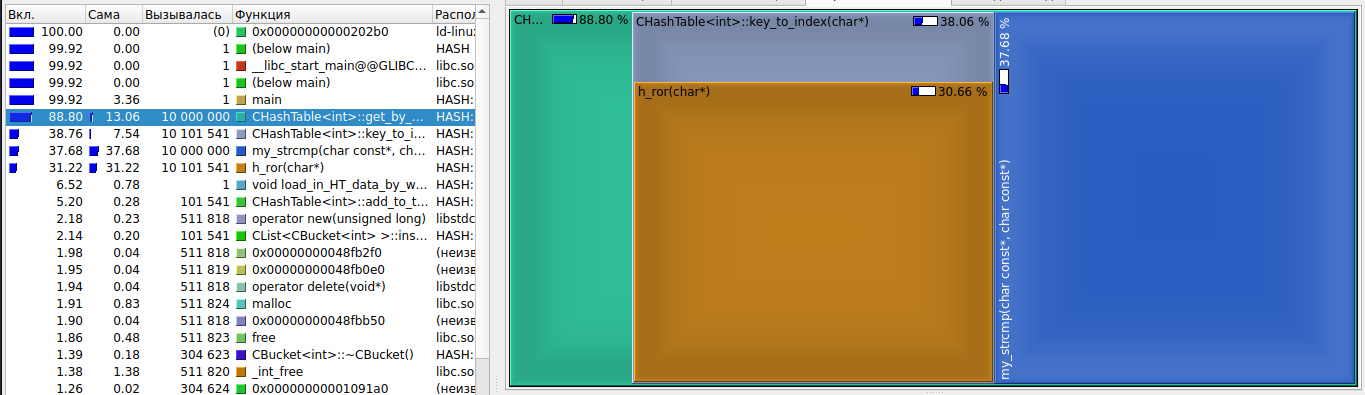 Вкл. Сама Вызывалась Функция Распол
100.00 0.00 (0) 0x00000000000202b0 ld-linux
99.92 0.00 1 (below main) HASH
99.92 0.00 1 __libc_start_main@@GLIBC... libc.so
99.92 0.00 1 (below main) libc.so
99.92 3.36 1 main HASH:
88.80 13.06 10 000 000 CHashTable<int>::get_by_... HASH:
38.76 7.54 10 101 541 CHashTable<int>::key_to_i... HASH:
37.68 37.68 10 000 000 my_strcmp(char const*, ch... HASH:
31.22 31.22 10 101 541 h_ror(char*) HASH:
6.52 0.78 1 void load_in_HT_data_by_w... HASH:
5.20 0.28 101 541 CHashTable<int>::add_to_t... HASH:
2.18 0.23 511 818 operator new(unsigned long) libstdc
2.14 0.20 101 541 CList<CBucket<int> >::ins... HASH:
1.98 0.04 511 818 0x00000000048fb2f0 (неизв
1.95 0.04 511 819 0x00000000048fb0e0 (неизв
1.94 0.04 511 818 operator delete(void*) libstdc
1.91 0.83 511 824 malloc libc.so
1.90 0.04 511 818 0x00000000048fbb50 (неизв
1.86 0.48 511 823 free libc.so
1.39 0.18 304 623 CBucket<int>::~CBucket() HASH:
1.38 1.38 511 820 _int_free libc.so
1.26 0.02 304 624 0x00000000001091a0 (неизв
CH... 88.80 %
CHashTable<int>::key_to_index(char*) 38.06 %
h_ror(char*) 30.66 %
my_strcmp(char const*, char const*) 37.68 %